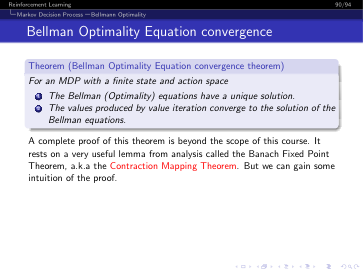 Reinforcement Learning 90/94
Markov Decision Process—Bellmann Optimality
Bellman Optimality Equation convergence
Theorem (Bellman Optimality Equation convergence theorem)
For an MDP with a finite state and action space
1 The Bellman (Optimality) equations have a unique solution.
2 The values produced by value iteration converge to the solution of the
Bellman equations.
A complete proof of this theorem is beyond the scope of this course. It
rests on a very useful lemma from analysis called the Banach Fixed Point
Theorem, a.k.a the Contraction Mapping Theorem. But we can gain some
intuition of the proof.